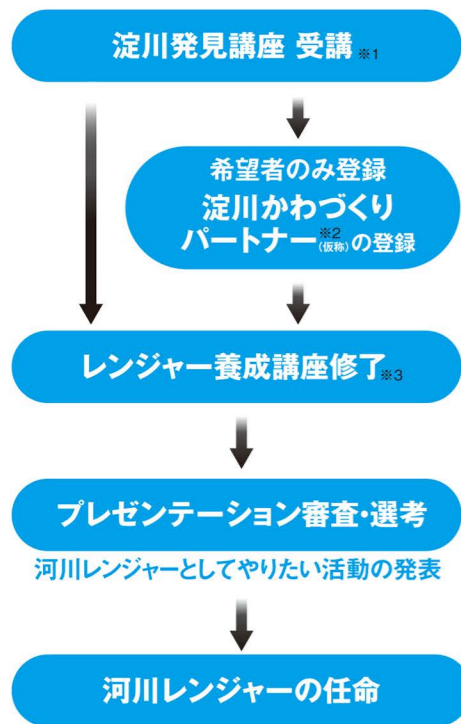 淀川発見講座 受講※1
希望者のみ登録
淀川かわづくり
パートナー※2(仮称)の登録
レンジャー養成講座修了※3
プレゼンテーション審査・選考
河川レンジャーとしてやりたい活動の発表
河川レンジャーの任命